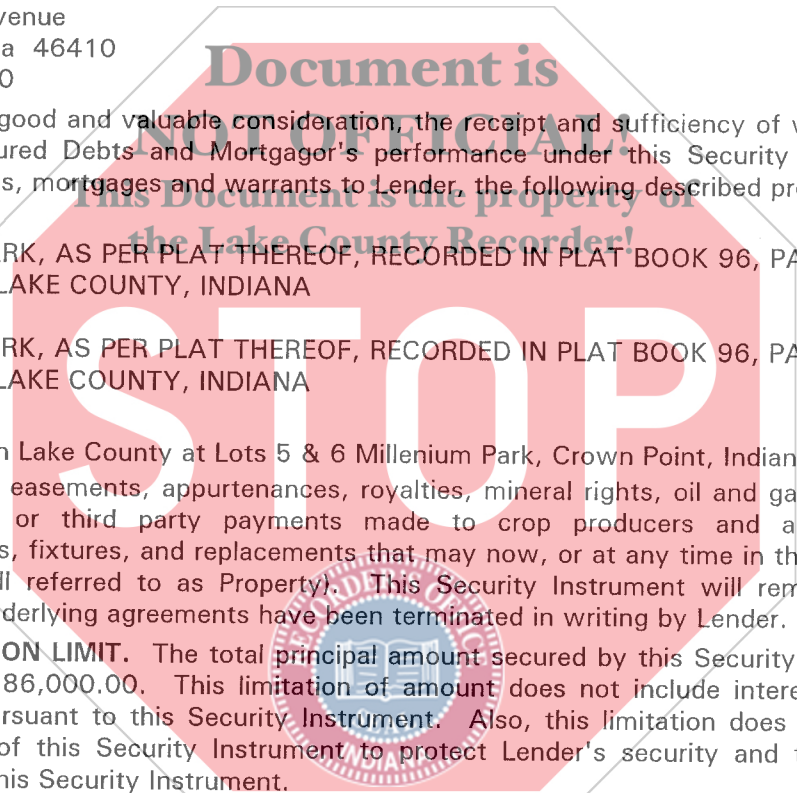 venue
a 46410
0
Document is
good and valuable consideration, the receipt and sufficiency of
NOT OFFICIAL!
ured Debts and Mortgagor's performance under this Security
s, mortgages and warrants to Lender, the following described pr
This Document is the property of
the Lake County Recorder!
RK, AS PER PLAT THEREOF, RECORDED IN PLAT BOOK 96, PA
LAKE COUNTY, INDIANA
STOP
RK, AS PER PLAT THEREOF, RECORDED IN PLAT BOOK 96, PA
LAKE COUNTY, INDIANA
n Lake County at Lots 5 & 6 Millenium Park, Crown Point, Indian
easements, appurtenances, royalties, mineral rights, oil and ga
or third party payments made to crop producers and a
s, fixtures, and replacements that may now, or at any time in th
ll referred to as Property). This Security Instrument will rem
derlying agreements have been terminated in writing by Lender.
ON LIMIT. The total principal amount secured by this Security
86,000.00. This limitation of amount does not include intere
rsuant to this Security Instrument. Also, this limitation does
of this Security Instrument to protect Lender's security and
his Security Instrument.
RECORDER'S OFFICE
INDIANA